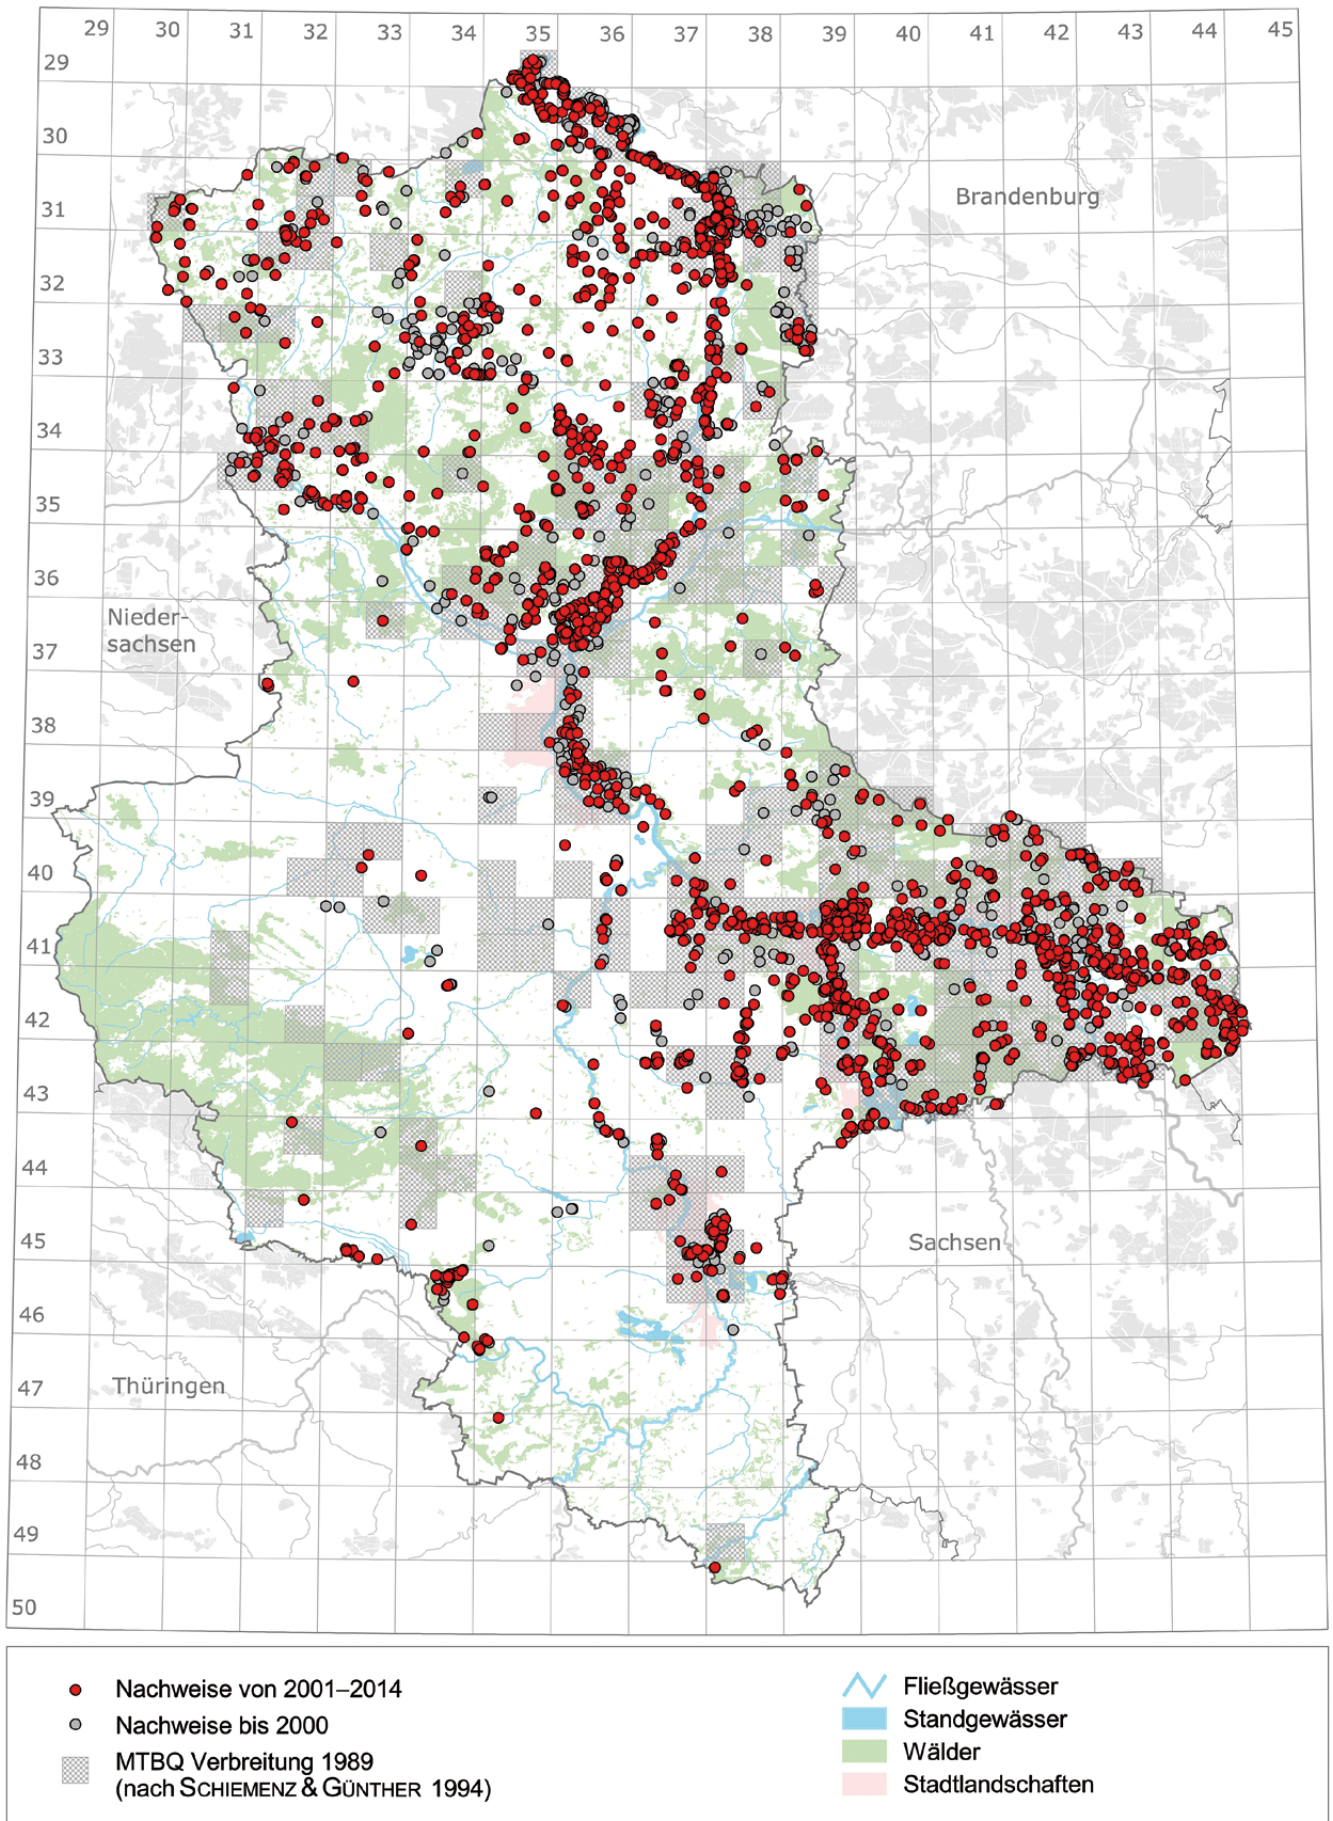 29 30 31 32 33 34 35 36 37 38 39 40 41 42 43 44 45
29
30
Brandenburg
31
32
33
34
35
36
Nieder-
sachsen
37
38
39
40
41
42
43
44
Sachsen
45
46
Thüringen
47
48
49
50
Nachweise von 2001–2014
Nachweise bis 2000
MTBQ Verbreitung 1989
(nach SCHIEMENZ & GÜNTHER 1994)
Fließgewässer
Standgewässer
Wälder
Stadtlandschaften